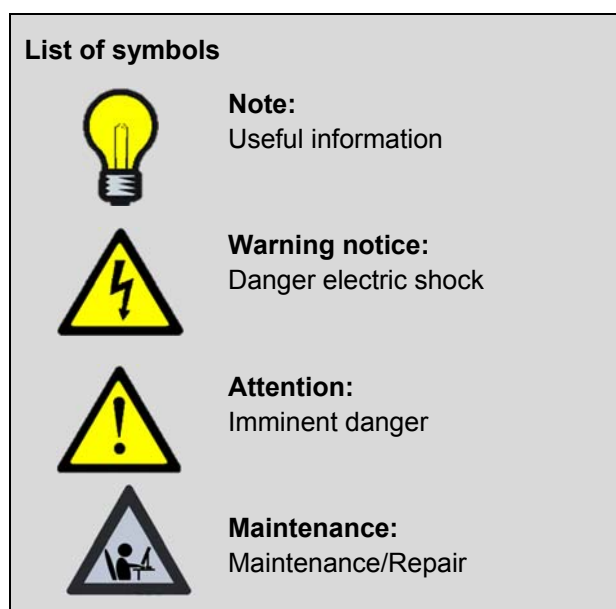 List of symbols
Note:
Useful information
Warning notice:
Danger electric shock
Attention:
Imminent danger
Maintenance:
Maintenance/Repair